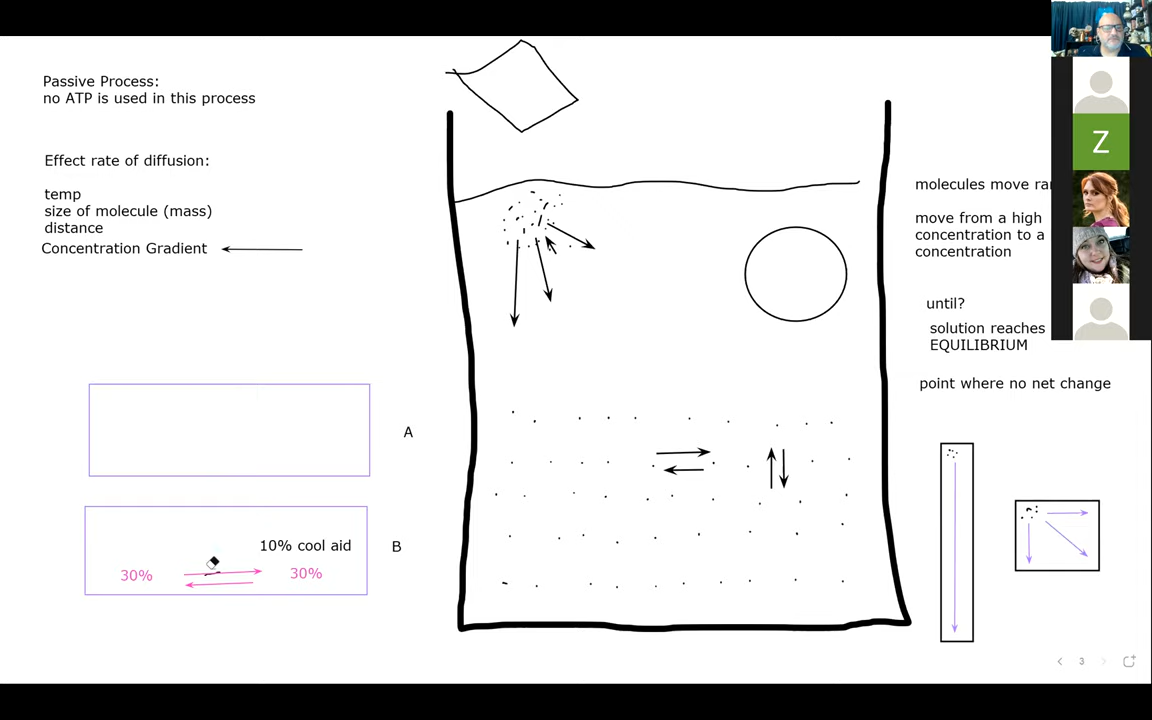 Passive Process:
no ATP is used in this process
Effect rate of diffusion:
temp
size of molecule (mass)
distance
Concentration Gradient
A
10% cool aid
B
30%
30%
Z
molecules move
move from a high
concentration to a
concentration
until?
solution reaches
EQUILIBRIUM
point where no net change
3